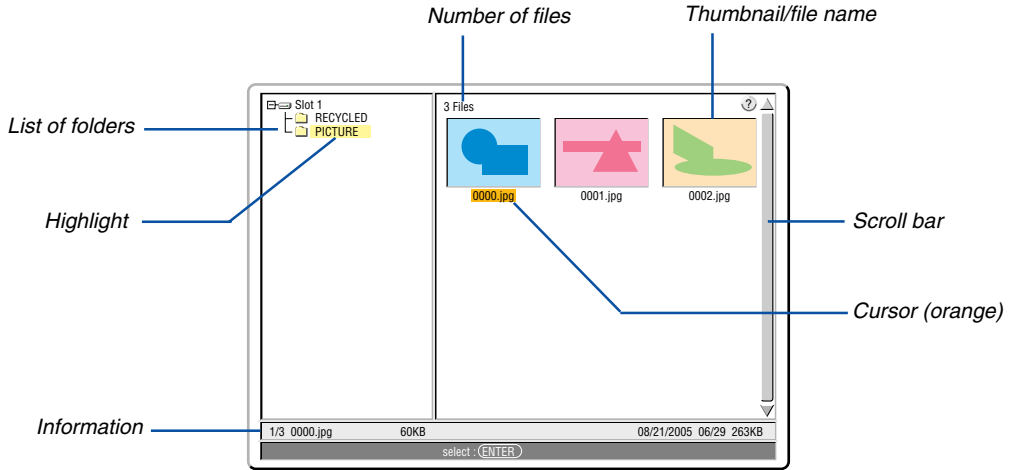 Number of files
Thumbnail/file name
List of folders
Highlight
Information
Slot 1
RECYCLED
PICTURE
3 Files
?
0000.jpg
0001.jpg
0002.jpg
Scroll bar
Cursor (orange)
1/3 0000.jpg 60KB 08/21/2005 06/29 263KB
select : ENTER